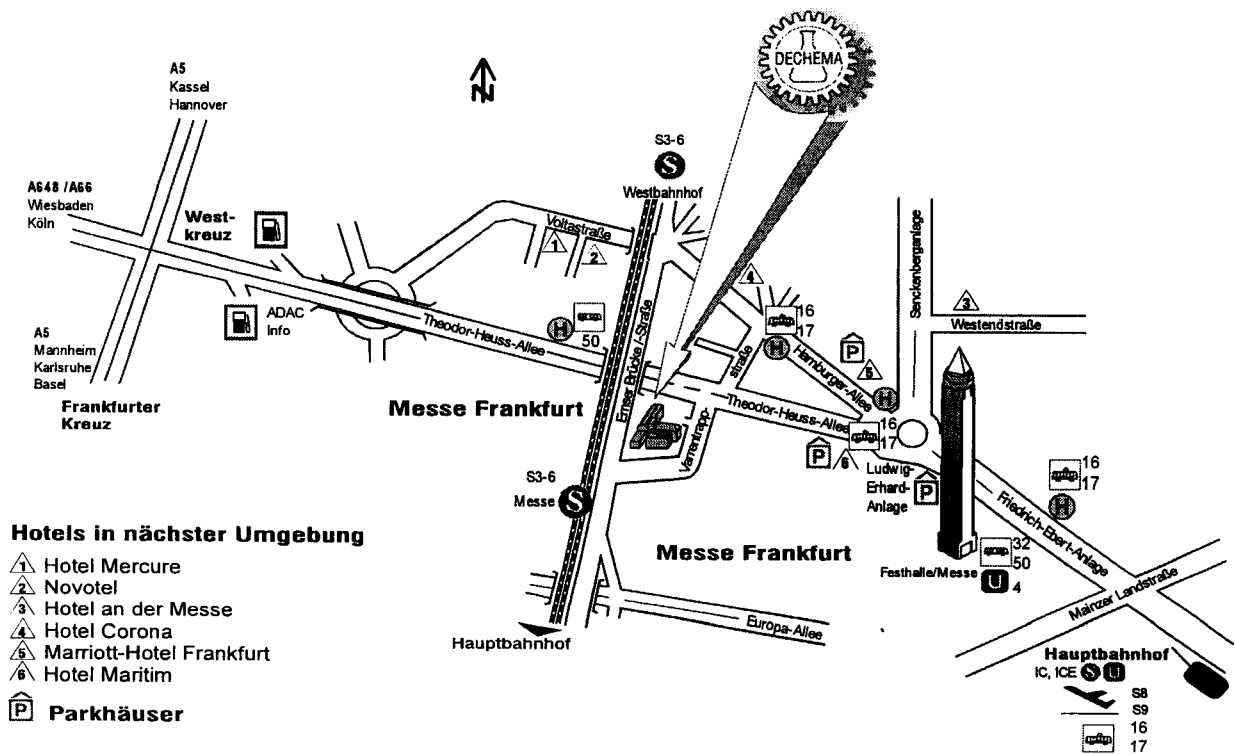 DECHEMA
A5
Kassel
Hannover
N
S3-6
S
Westbahnhof
A648 /A66
Wiesbaden
Köln
West-
kreuz
Voltastraße
1
2
4
16
17
H
Senckenberganlage
3
Westendstraße
ADAC
Info
H
50
Theodor-Heuss-Allee
Emser Brücke /-Straße
straße
Hamburger-Allee
P
5
A5
Mannheim
Karlsruhe
Basel
Frankfurter
Kreuz
Messe Frankfurt
Theodor-Heuss-Allee
H
16
17
Varrentrapp-
P
6
Ludwig-
Erhard-
Anlage
P
16
17
H
Friedrich-Ebert-Anlage
S3-6
Messe
S
Messe Frankfurt
Festhalle/Messe
32
50
U
4
Mainzer Landstraße
Europa-Allee
Hauptbahnhof
Hauptbahnhof
IC, ICE S U
S8
S9
16
17
Hotels in nächster Umgebung
1 Hotel Mercure
2 Novotel
3 Hotel an der Messe
4 Hotel Corona
5 Marriott-Hotel Frankfurt
6 Hotel Maritim
P Parkhäuser